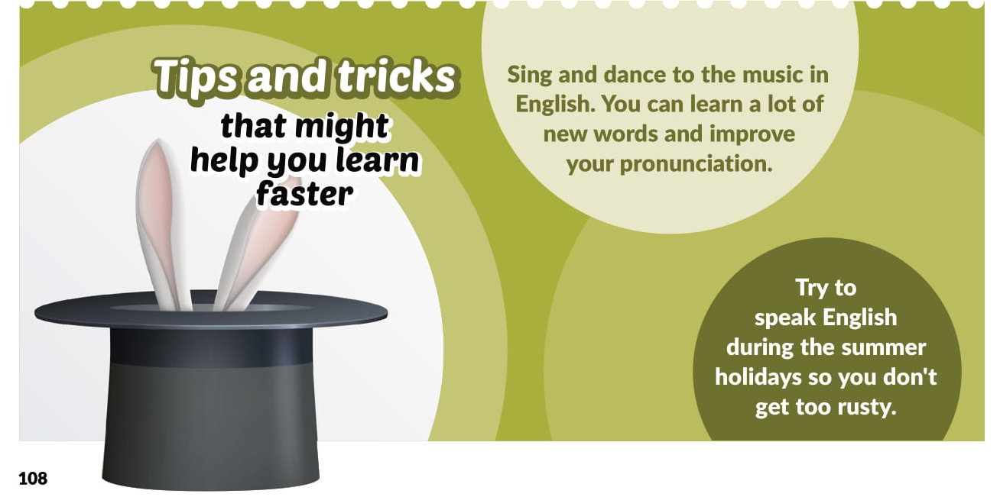 Tips and tricks
that might
help you learn
faster
Sing and dance to the music in
English. You can learn a lot of
new words and improve
your pronunciation.
Try to
speak English
during the summer
holidays so you don't
get too rusty.
108